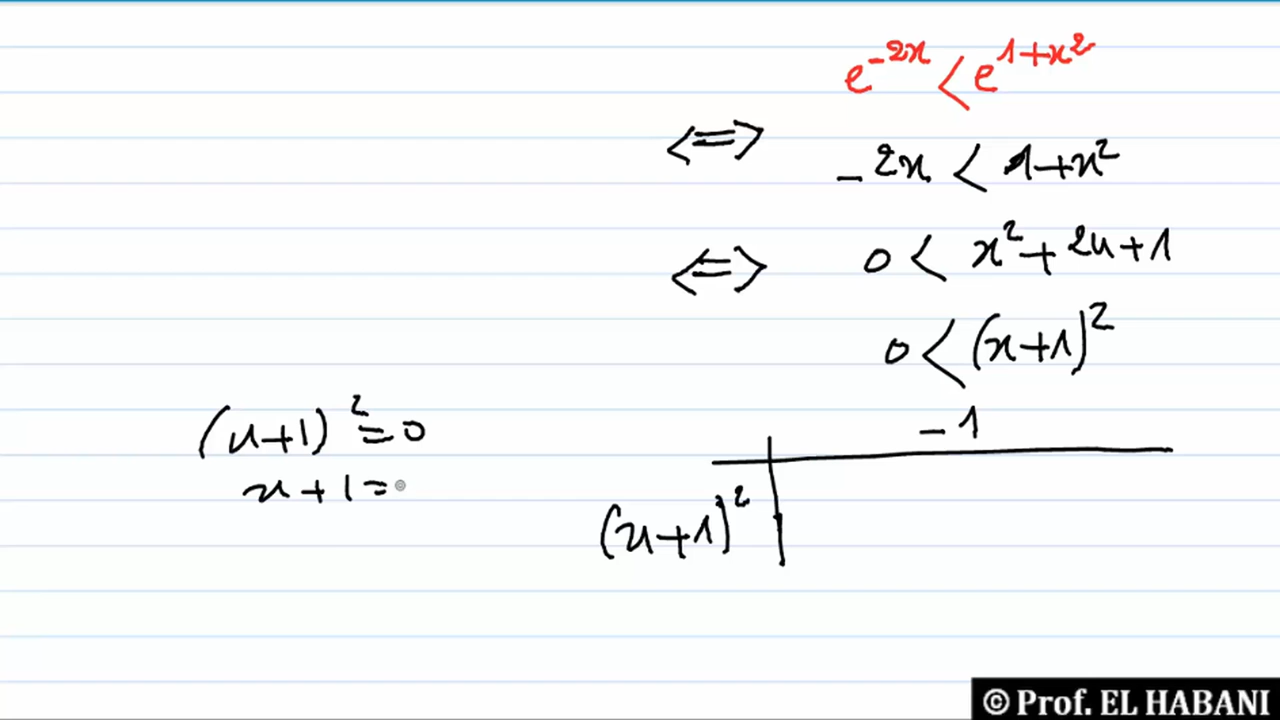 e^{-2x} < e^{1+x^2}
<=> -2x < 1+x^2
<=> 0 < x^2+2x+1
0 < (x+1)^2
(x+1)^2 = 0
x+1=
-1
(x+1)^2
© Prof. EL HABANI